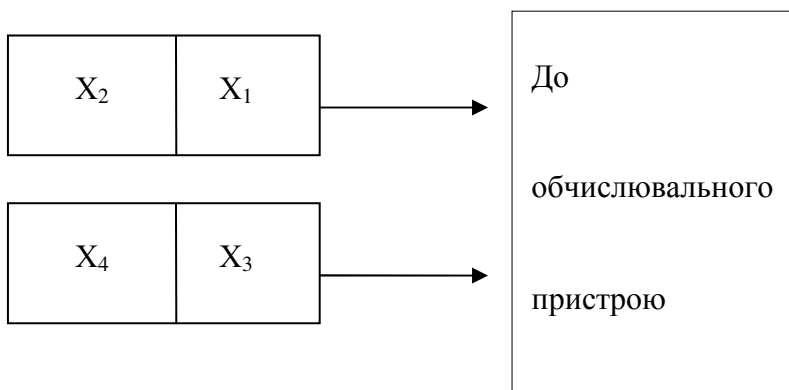 X₂ X₁
X₄ X₃
До
обчислювального
пристрою